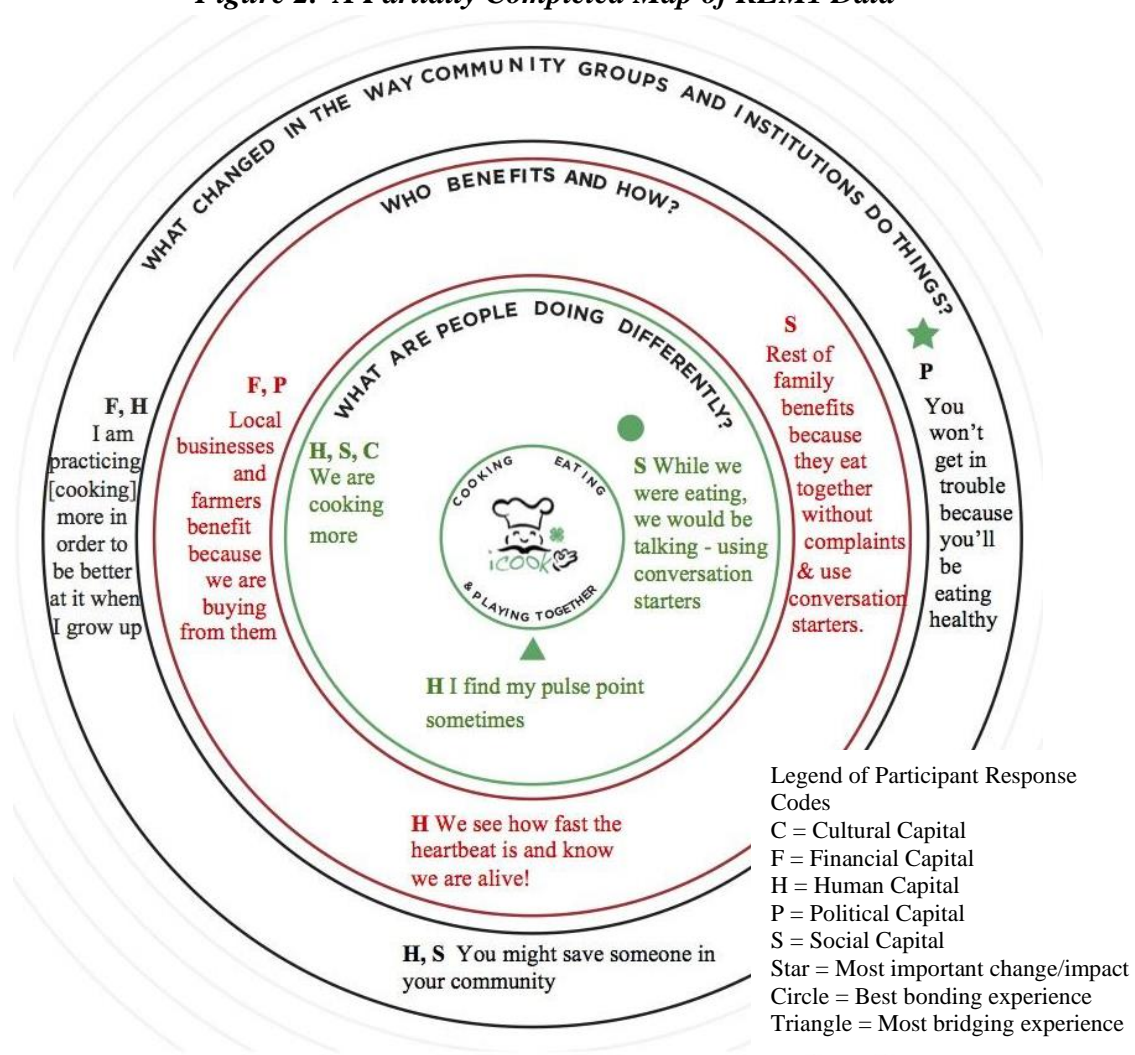 Figure 2. A Partially Completed Map of REM1 Data
WHAT CHANGED IN THE WAY COMMUNITY GROUPS AND INSTITUTIONS DO THINGS?
WHO BENEFITS AND HOW?
WHAT ARE PEOPLE DOING DIFFERENTLY?
COOKING EATING
& PLAYING TOGETHER
iCOOK
F, H
I am
practicing
[cooking]
more in
order to
be better
at it when
I grow up
F, P
Local
businesses
and
farmers
benefit
because
we are
buying
from them
H, S, C
We are
cooking
more
S While we
were eating,
we would be
talking - using
conversation
starters
S
Rest of
family
benefits
because
they eat
together
without
complaints
& use
conversation
starters.
P
You
won't
get in
trouble
because
you'll
be
eating
healthy
H I find my pulse point
sometimes
H We see how fast the
heartbeat is and know
we are alive!
H, S You might save someone in
your community
Legend of Participant Response
Codes
C = Cultural Capital
F = Financial Capital
H = Human Capital
P = Political Capital
S = Social Capital
Star = Most important change/impact
Circle = Best bonding experience
Triangle = Most bridging experience